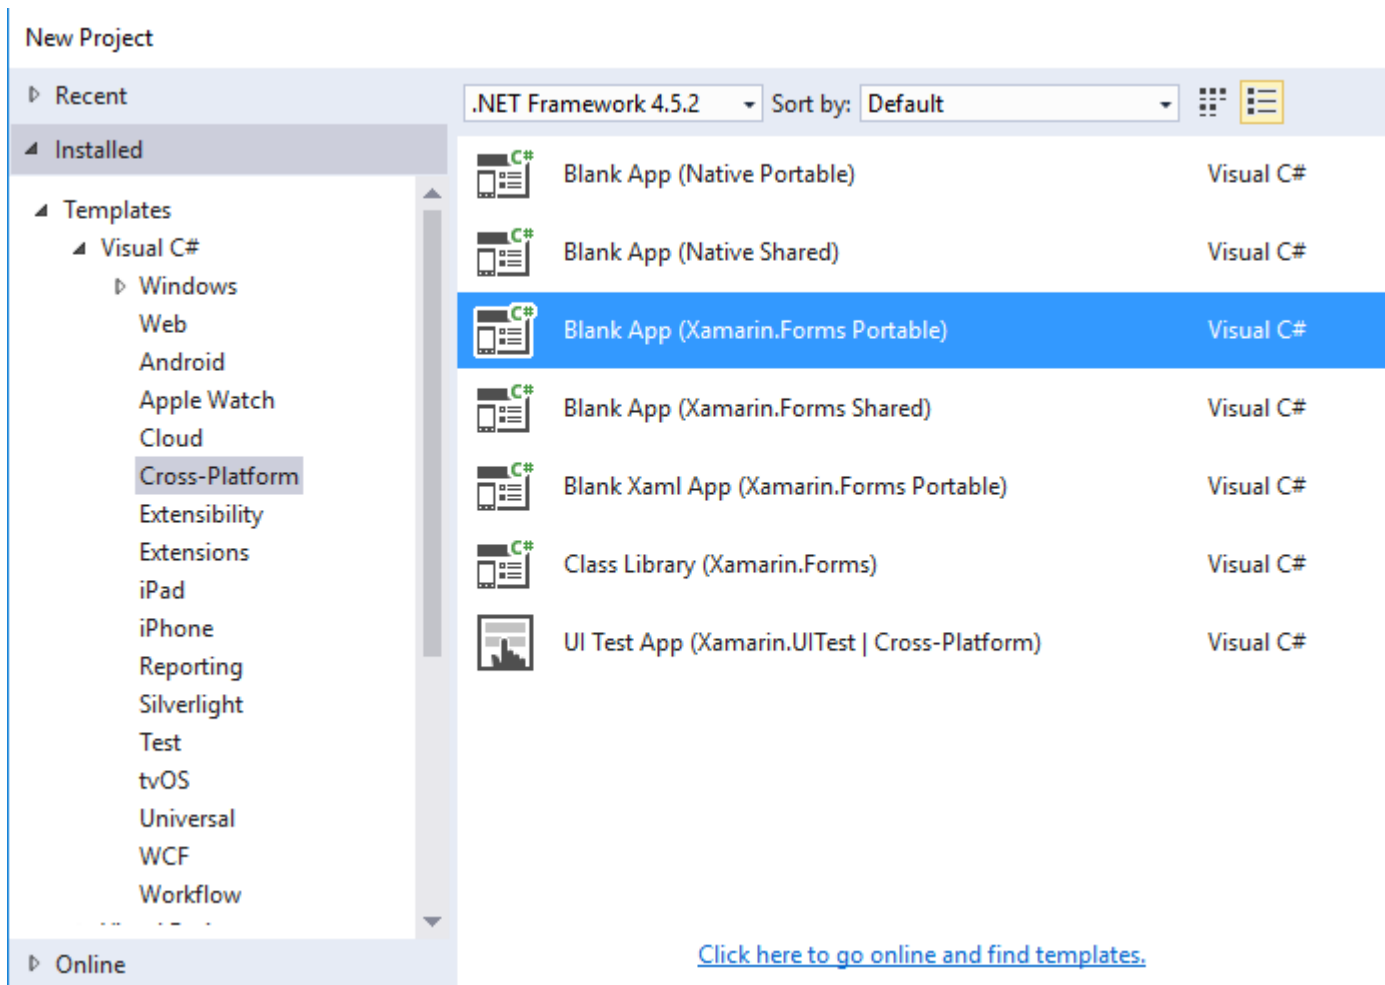 New Project
Recent
Installed
Templates
Visual C#
Windows
Web
Android
Apple Watch
Cloud
Cross-Platform
Extensibility
Extensions
iPad
iPhone
Reporting
Silverlight
Test
tvOS
Universal
WCF
Workflow
Online
.NET Framework 4.5.2 Sort by: Default
C# Blank App (Native Portable) Visual C#
C# Blank App (Native Shared) Visual C#
C# Blank App (Xamarin.Forms Portable) Visual C#
C# Blank App (Xamarin.Forms Shared) Visual C#
C# Blank Xaml App (Xamarin.Forms Portable) Visual C#
C# Class Library (Xamarin.Forms) Visual C#
UI Test App (Xamarin.UITest | Cross-Platform) Visual C#
Click here to go online and find templates.